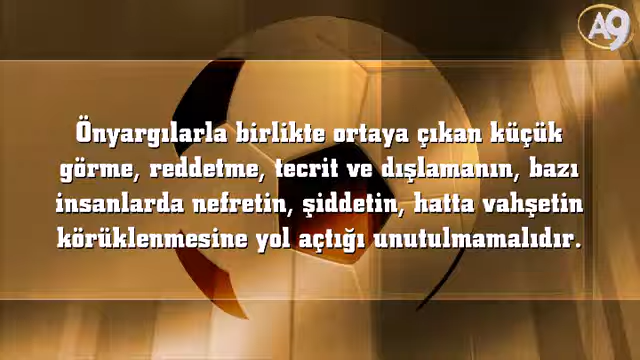 A9
Önyargılarla birlikte ortaya çıkan küçük
görme, reddetme, tecrit ve dışlamanın, bazı
insanlarda nefretin, şiddetin, hatta vahşetin
körüklenmesine yol açtığı unutulmamalıdır.